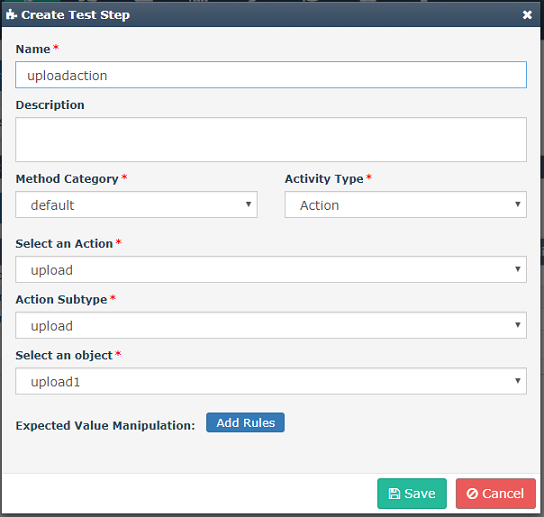 Create Test Step
Name *
uploadaction
Description
Method Category * Activity Type *
default Action
Select an Action *
upload
Action Subtype *
upload
Select an object *
upload1
Expected Value Manipulation: Add Rules
Save Cancel